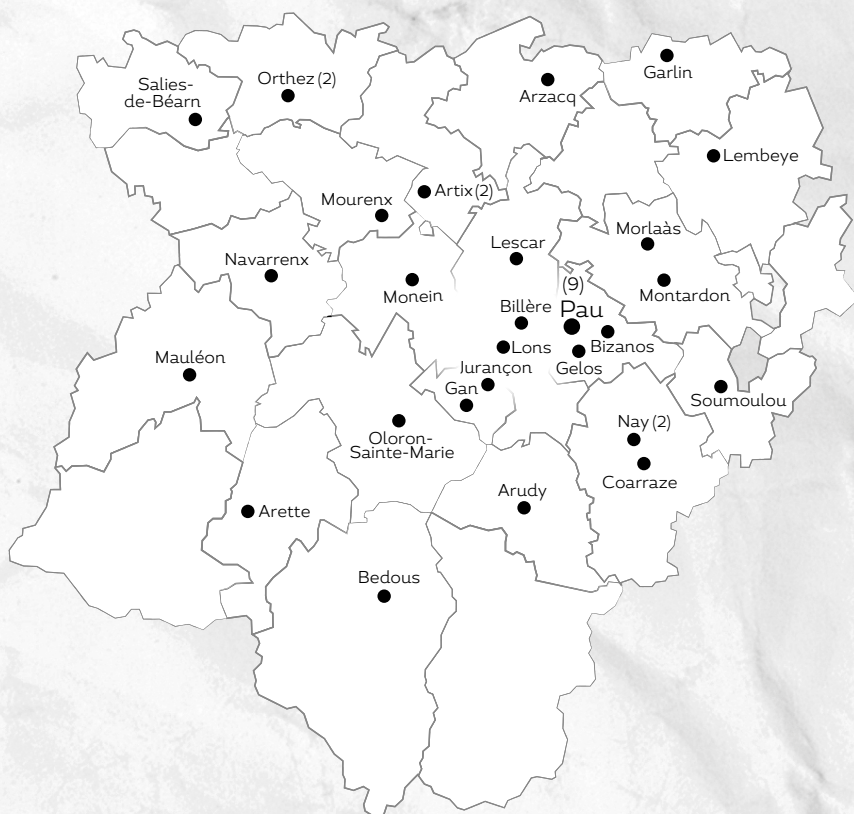 Garlin
Salies-
de-Béarn
Orthez (2)
Arzacq
Lembeye
Artix (2)
Mourenx
Morlaàs
Lescar
Navarrenx
Monein
Montardon
(9)
Pau
Billère
Bizanos
Lons
Gelos
Mauléon
Jurançon
Gan
Soumoulou
Nay (2)
Oloron-
Sainte-Marie
Coarraze
Arudy
Arette
Bedous